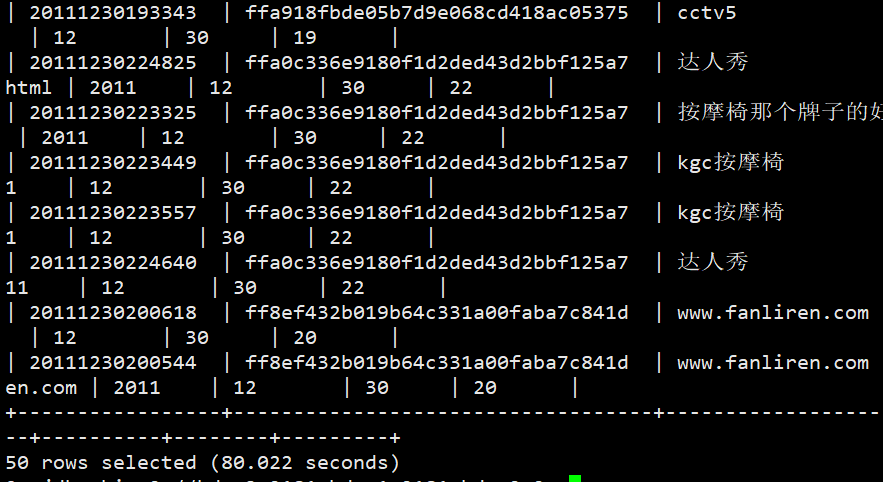 | 20111230193343 | ffa918fbde05b7d9e068cd418ac05375 | cctv5
| 12 | 30 | 19 |
| 20111230224825 | ffa0c336e9180f1d2ded43d2bbf125a7 | 达人秀
html | 2011 | 12 | 30 | 22 |
| 20111230223325 | ffa0c336e9180f1d2ded43d2bbf125a7 | 按摩椅那个牌子的好
| 2011 | 12 | 30 | 22 |
| 20111230223449 | ffa0c336e9180f1d2ded43d2bbf125a7 | kgc按摩椅
1 | 12 | 30 | 22 |
| 20111230223557 | ffa0c336e9180f1d2ded43d2bbf125a7 | kgc按摩椅
1 | 12 | 30 | 22 |
| 20111230224640 | ffa0c336e9180f1d2ded43d2bbf125a7 | 达人秀
11 | 12 | 30 | 22 |
| 20111230200618 | ff8ef432b019b64c331a00faba7c841d | www.fanliren.com
| 12 | 30 | 20 |
| 20111230200544 | ff8ef432b019b64c331a00faba7c841d | www.fanliren.com
en.com | 2011 | 12 | 30 | 20 |
+-----------------+-----------------------------------+------------------
--+-----------+--------+---------+
50 rows selected (80.022 seconds)